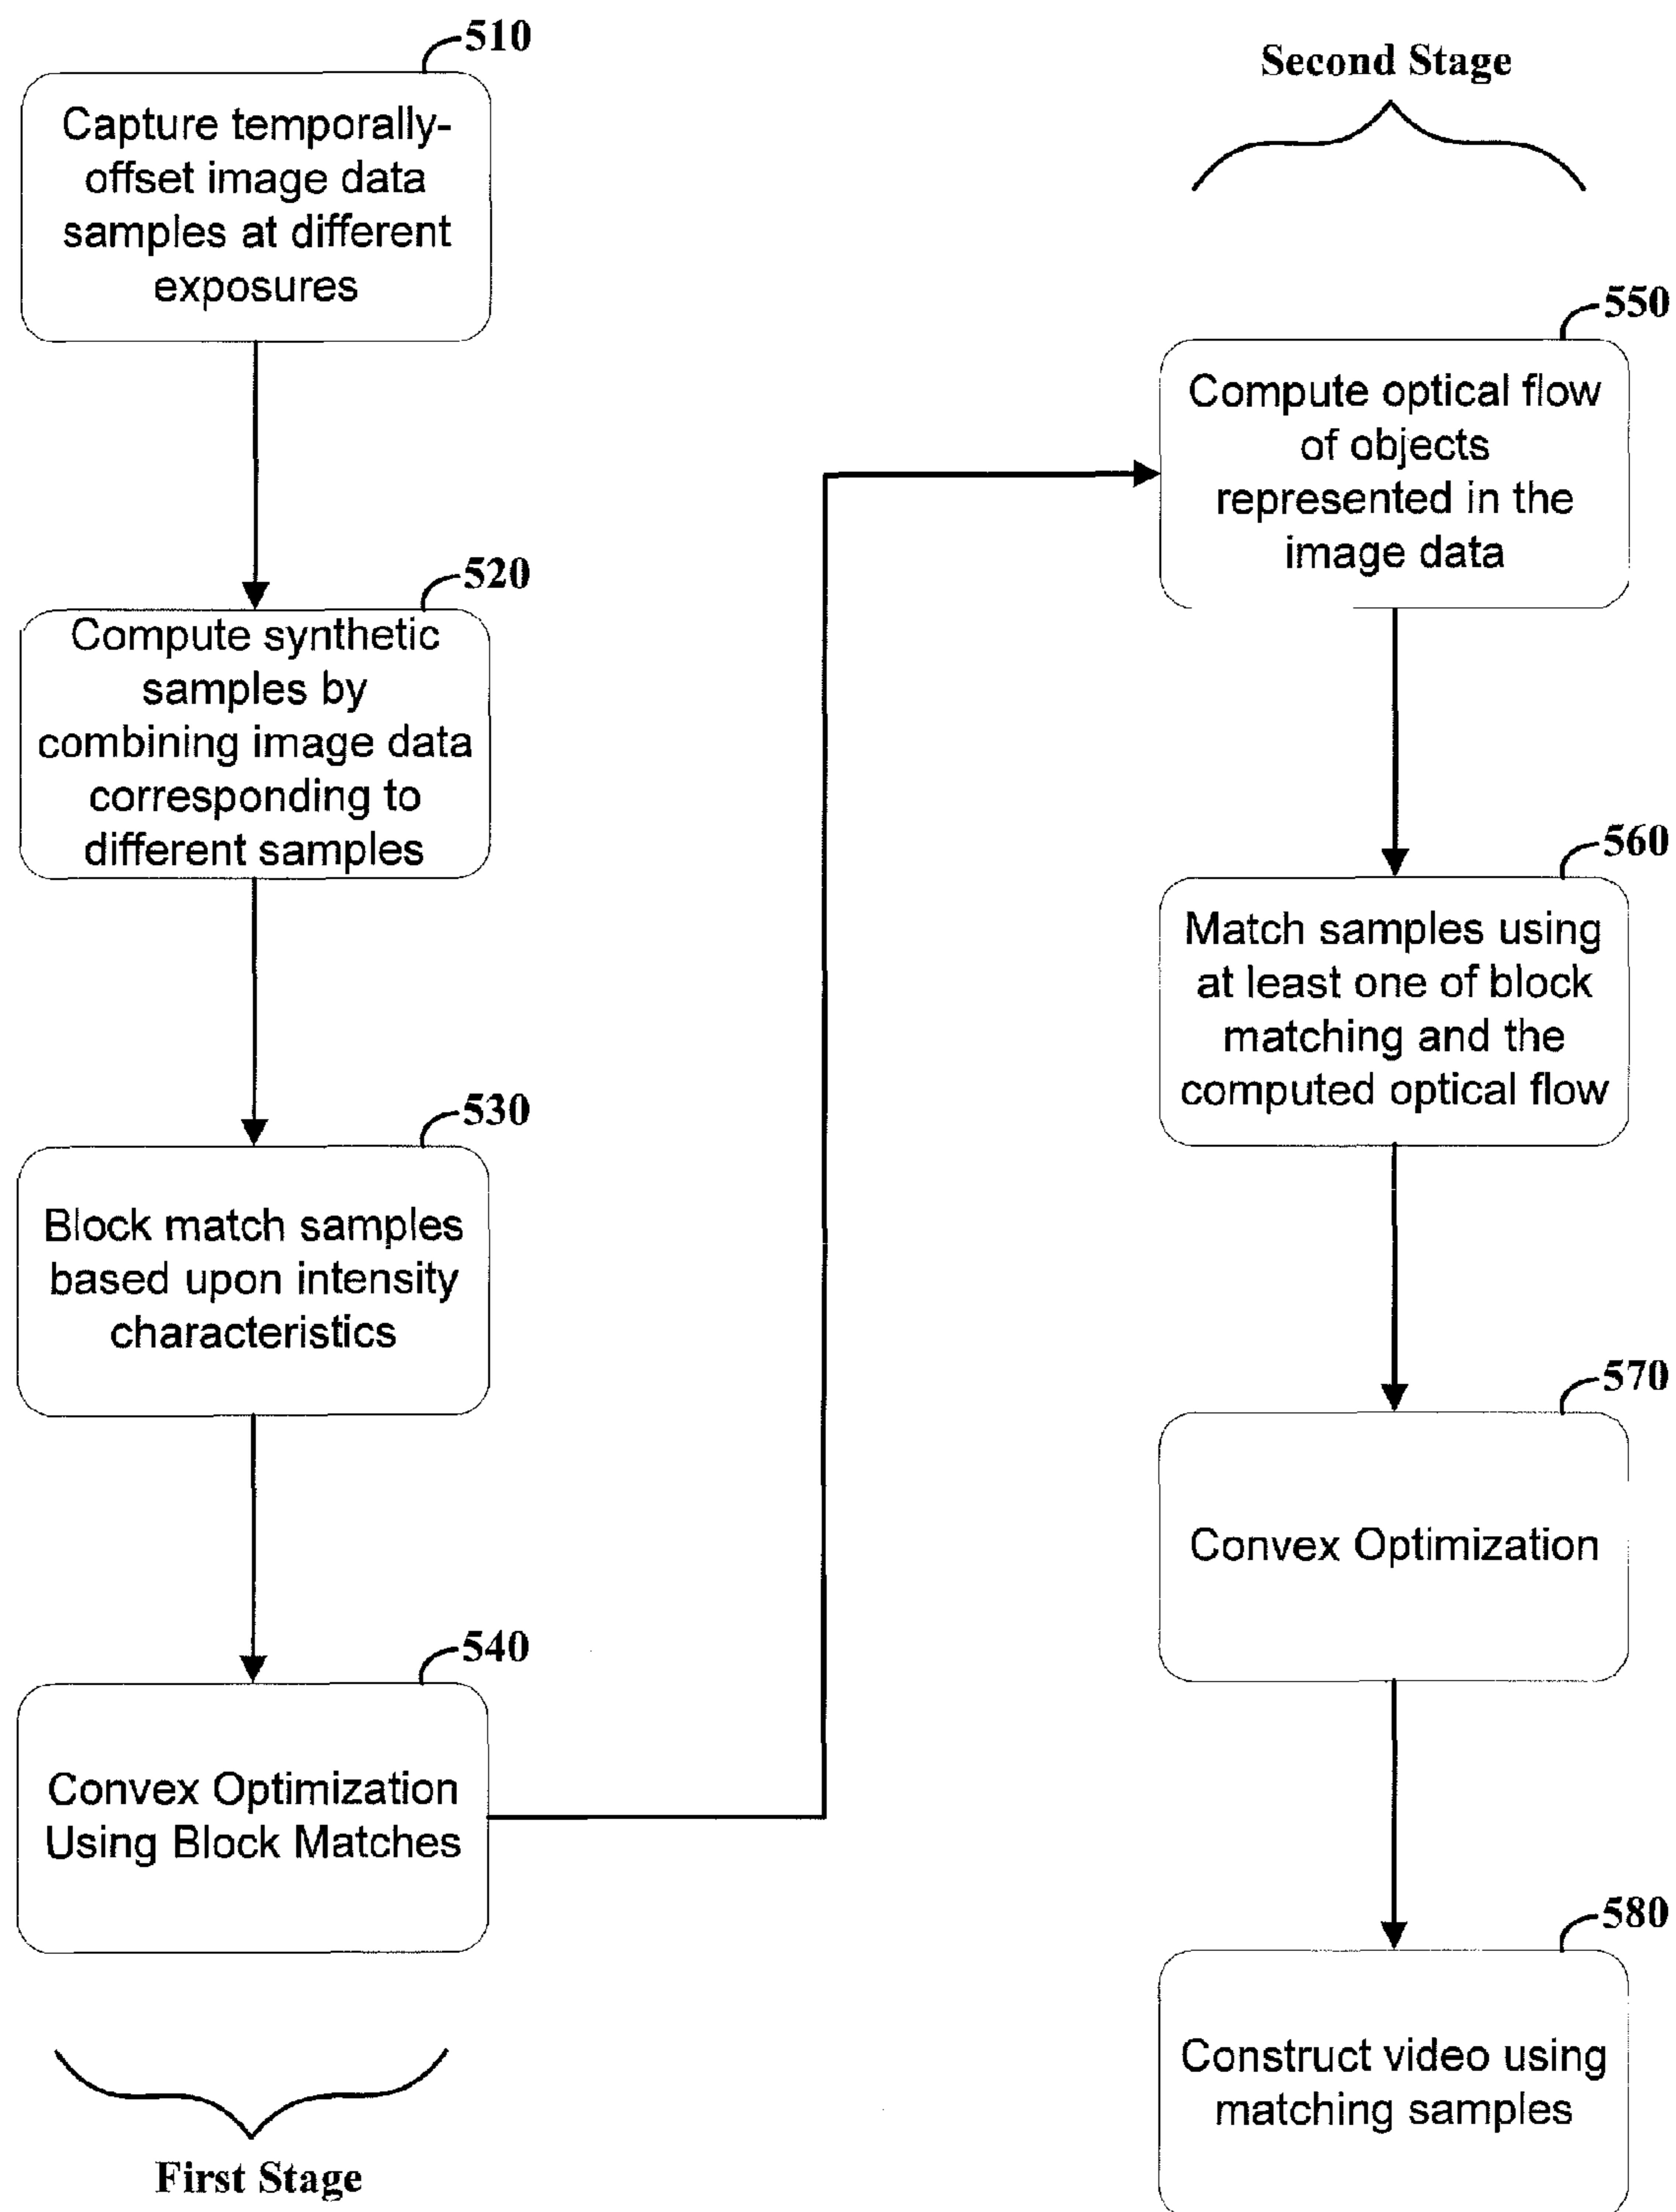 510
Capture temporally-
offset image data
samples at different
exposures
520
Compute synthetic
samples by
combining image data
corresponding to
different samples
530
Block match samples
based upon intensity
characteristics
540
Convex Optimization
Using Block Matches
First Stage
Second Stage
550
Compute optical flow
of objects
represented in the
image data
560
Match samples using
at least one of block
matching and the
computed optical flow
570
Convex Optimization
580
Construct video using
matching samples